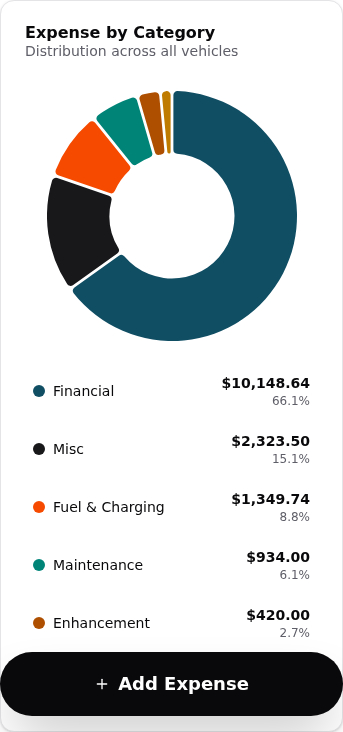 Expense by Category
Distribution across all vehicles
Financial
$10,148.64
66.1%
Misc
$2,323.50
15.1%
Fuel & Charging
$1,349.74
8.8%
Maintenance
$934.00
6.1%
Enhancement
$420.00
2.7%
+ Add Expense